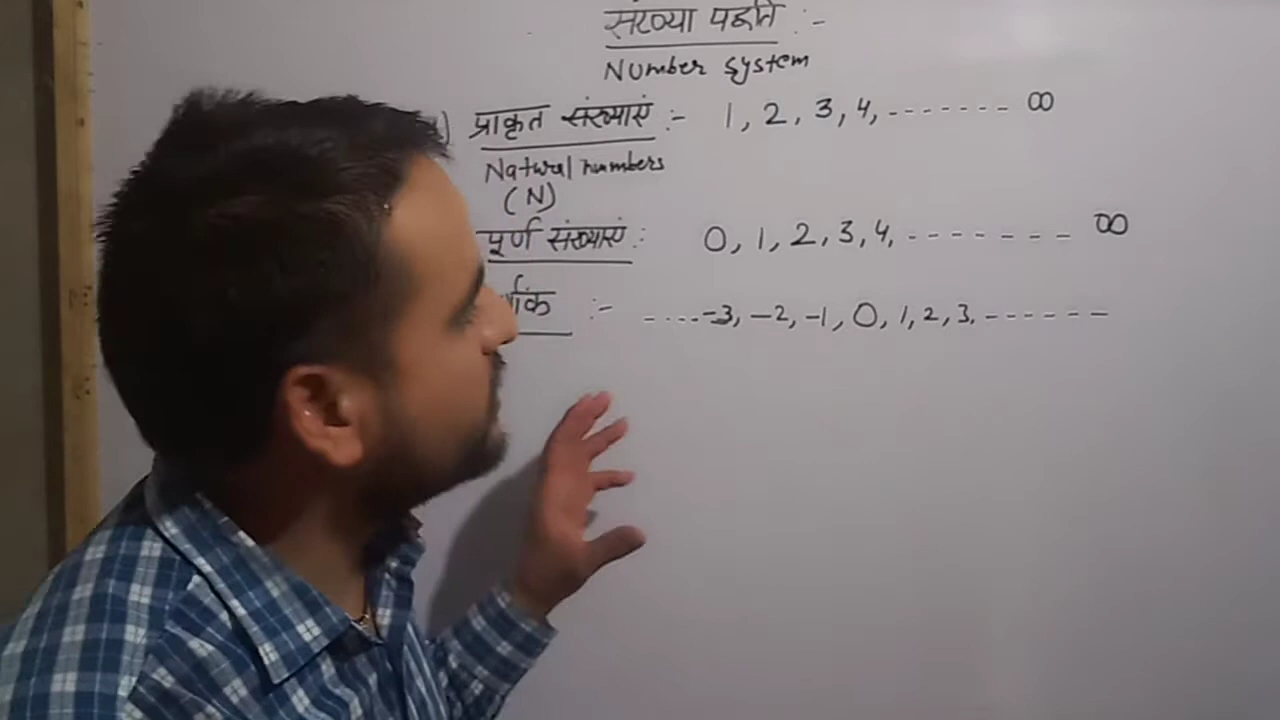 संख्या पद्धति :-
Number system
प्राकृत संख्याएं :- 1, 2, 3, 4, ------- ∞
Natural numbers
(N)
पूर्ण संख्याएं : 0, 1, 2, 3, 4, ------- ∞
:- ....-3, -2, -1, 0, 1, 2, 3, ------